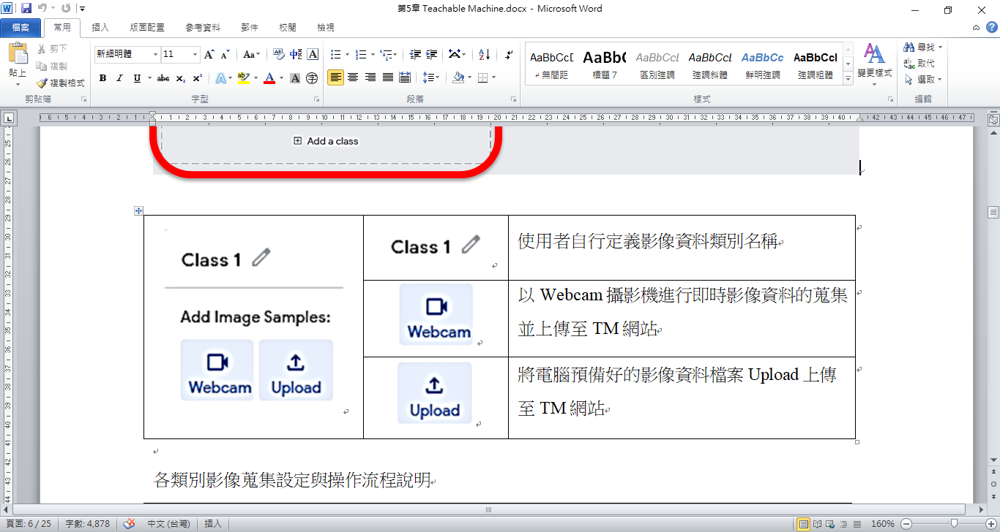 第5章 Teachable Machine.docx - Microsoft Word
檔案 常用 插入 版面配置 參考資料 郵件 校閱 檢視
貼上
剪下
複製
複製格式
剪貼簿
新細明體 11
字型
段落
AaBbCcD AaBb( AaBbCcL AaBbCcL AaBbCc AaBbCcI
無間距 標題 7 區別強調 強調斜體 鮮明強調 強調粗體
變更樣式
樣式
尋找
取代
選取
編輯
Add a class
Class 1
Add Image Samples:
Webcam Upload
Class 1
使用者自行定義影像資料類別名稱
Webcam
以 Webcam 攝影機進行即時影像資料的蒐集
並上傳至 TM 網站
Upload
將電腦預備好的影像資料檔案 Upload 上傳
至 TM 網站
各類別影像蒐集設定與操作流程說明
頁面: 6 / 25 字數: 4,878 中文 (台灣) 插入 160%